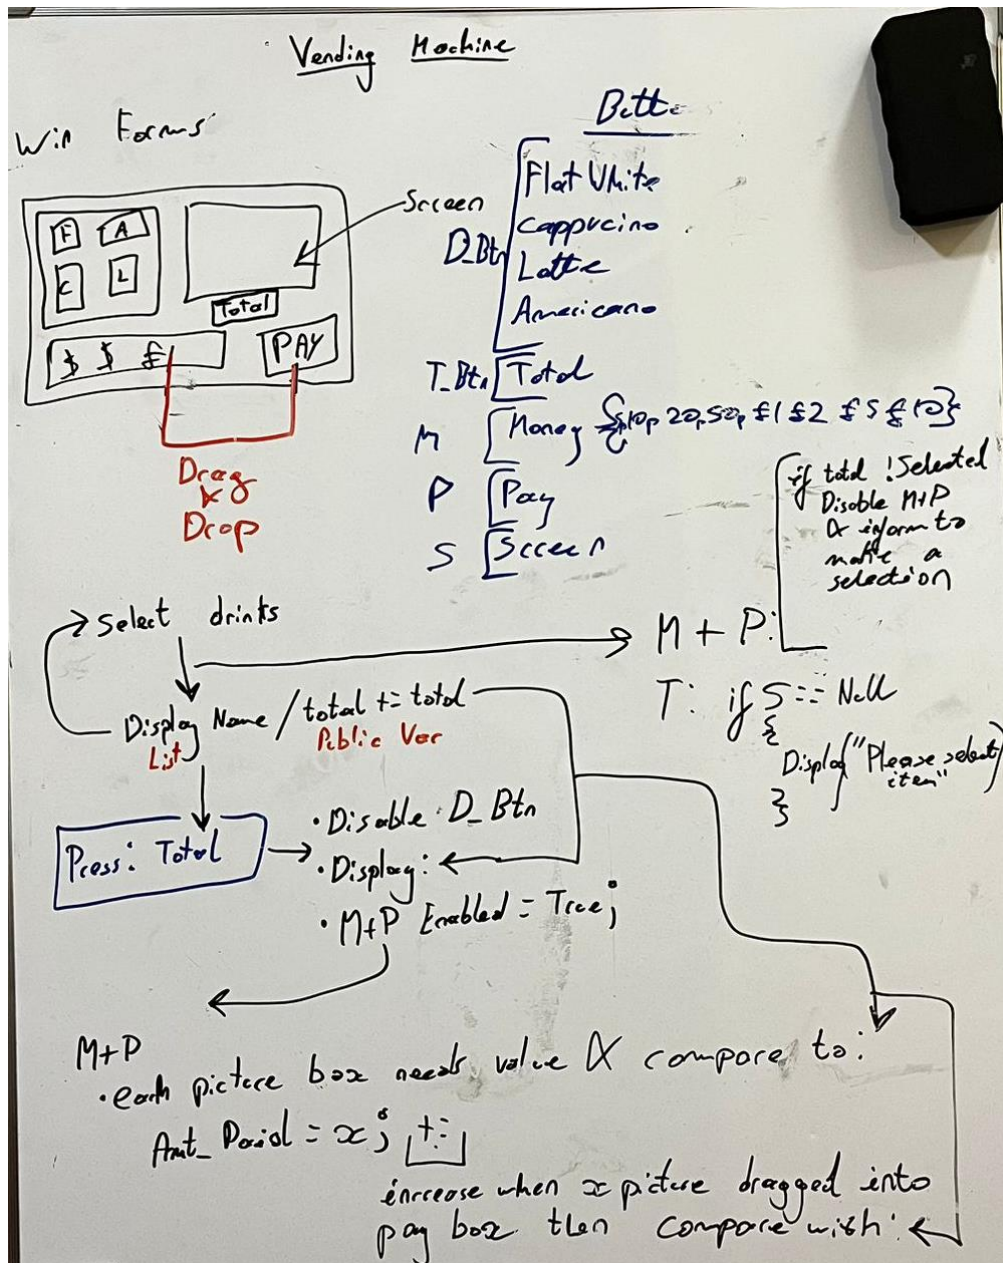 Vending Machine
Win Forms
F A
C L
Screen
Total
$ $ £
PAY
Drag
&
Drop
D_Btn
Flat White
Cappucino
Latte
Americano
T_Btn Total
M Money {10p 20p 50p £1 £2 £5 £10}
P Pay
S Screen
if total !Selected
Disable M+P
& inform to
make a
selection
M + P:
T: if S == Null
{
Display("Please select
item")
}
Select drinks
Display Name / total += total
List
Public Var
Press: Total
• Disable D_Btn
• Display:
• M+P Enabled = True;
M+P
• each picture box needs value & compare to:
Amt_Paid = x; +=
increase when x picture dragged into
pay box then compare with: